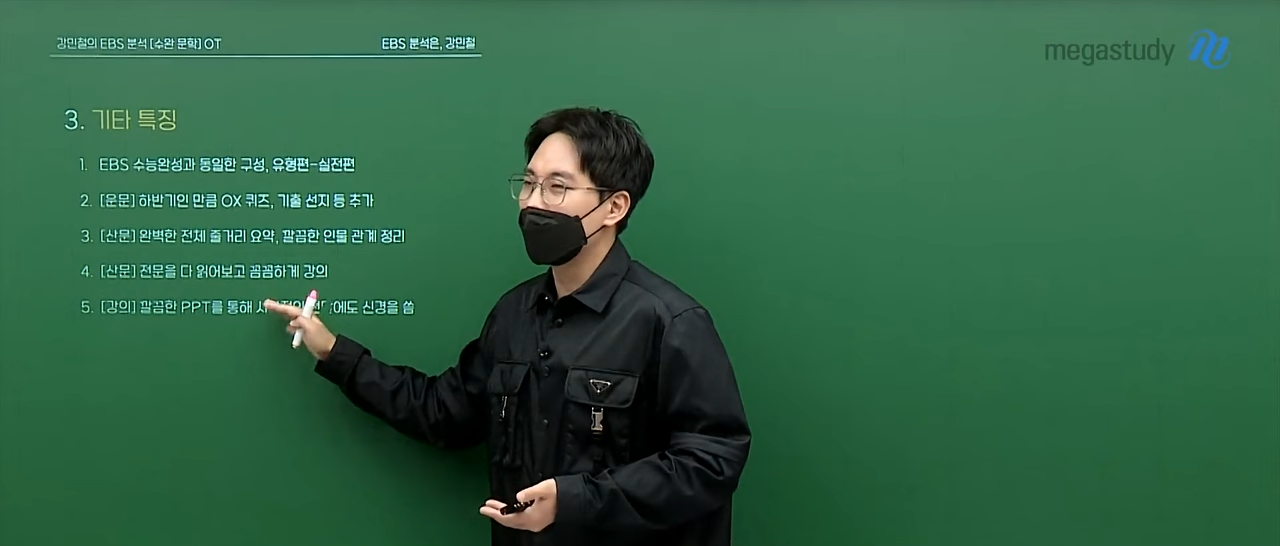 강민철의 EBS 분석 [수완 문학] OT
EBS 분석은, 강민철
megastudy
3. 기타 특징
1. EBS 수능완성과 동일한 구성, 유형편-실전편
2. [운문] 하반기인 만큼 OX 퀴즈, 기출 선지 등 추가
3. [산문] 완벽한 전체 줄거리 요약, 깔끔한 인물 관계 정리
4. [산문] 전문을 다 읽어보고 꼼꼼하게 강의
5. [강의] 깔끔한 PPT를 통해 에도 신경을 씀